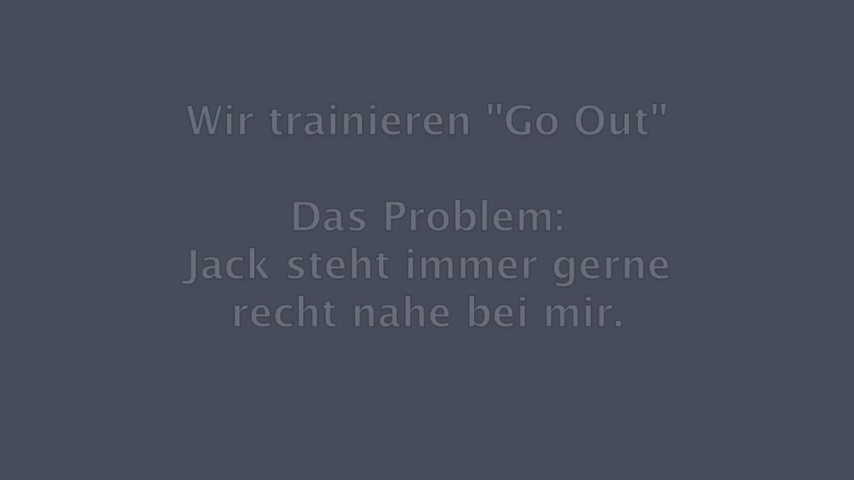 Wir trainieren "Go Out"
Das Problem:
Jack steht immer gerne
recht nahe bei mir.